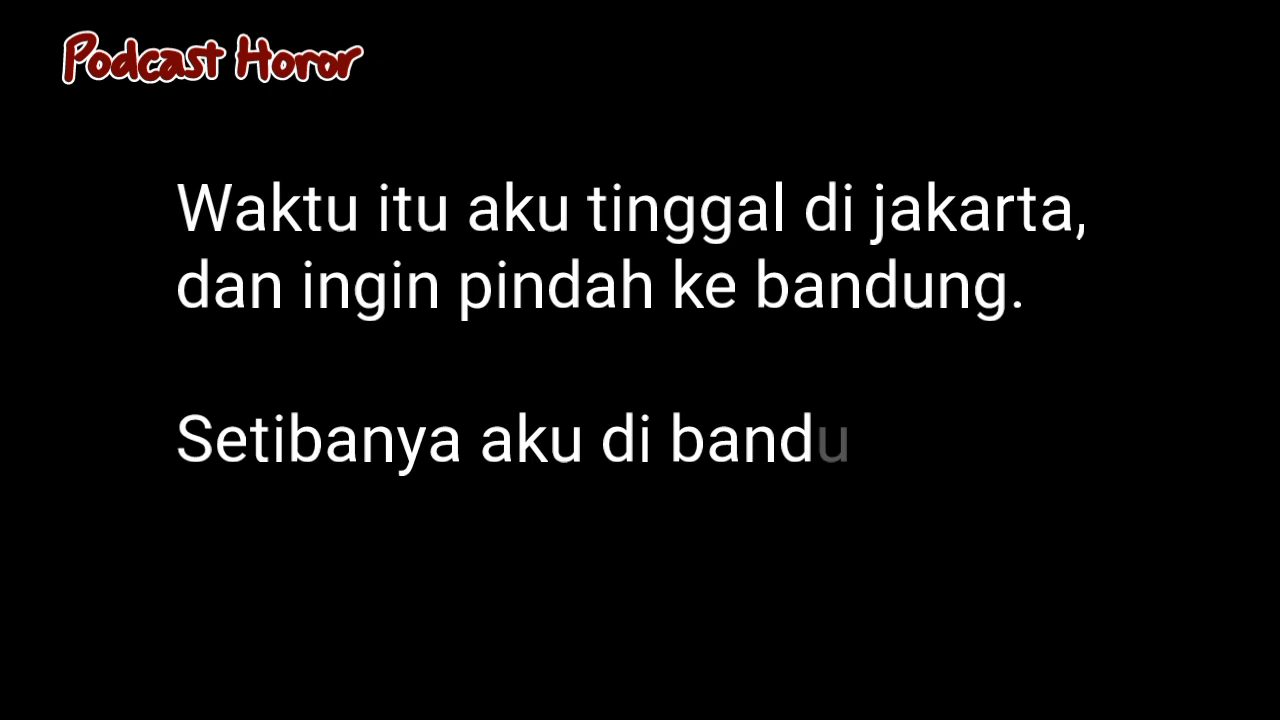 Podcast Horor
Waktu itu aku tinggal di jakarta,
dan ingin pindah ke bandung.
Setibanya aku di bandu